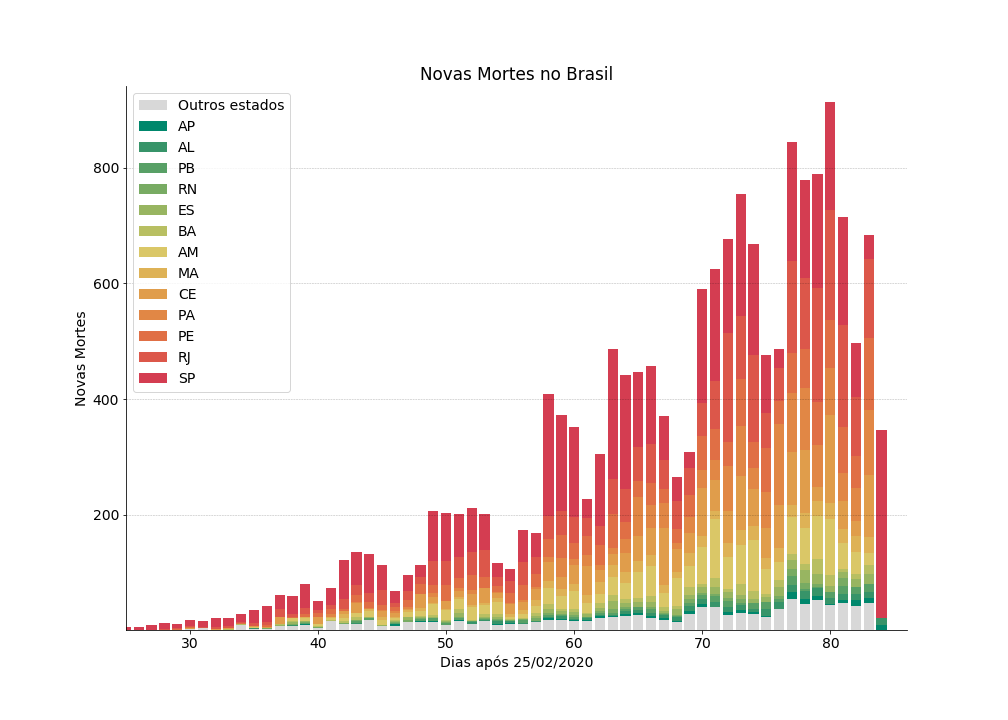 Novas Mortes no Brasil
Outros estados
AP
AL
PB
RN
ES
BA
AM
MA
CE
PA
PE
RJ
SP
Novas Mortes
800
600
400
200
30
40
50
60
70
80
Dias após 25/02/2020